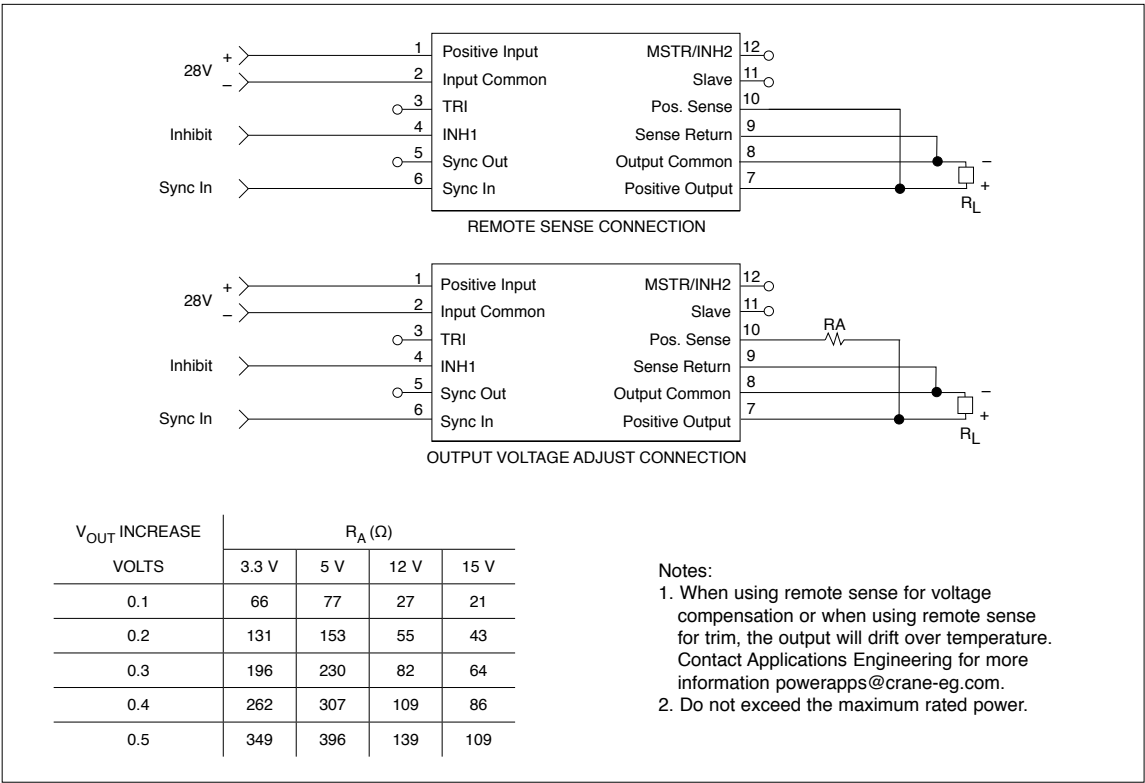 1 Positive Input MSTR/INH2 12
28V + –
2 Input Common Slave 11
3 TRI Pos. Sense 10
Inhibit 4 INH1 Sense Return 9
5 Sync Out Output Common 8 –
Sync In 6 Sync In Positive Output 7 +
RL
REMOTE SENSE CONNECTION
1 Positive Input MSTR/INH2 12
28V + –
2 Input Common Slave 11
3 TRI Pos. Sense 10 RA
Inhibit 4 INH1 Sense Return 9
5 Sync Out Output Common 8 –
Sync In 6 Sync In Positive Output 7 +
RL
OUTPUT VOLTAGE ADJUST CONNECTION
VOUT INCREASE RA (Ω)
VOLTS 3.3 V 5 V 12 V 15 V
0.1 66 77 27 21
0.2 131 153 55 43
0.3 196 230 82 64
0.4 262 307 109 86
0.5 349 396 139 109
Notes:
1. When using remote sense for voltage
compensation or when using remote sense
for trim, the output will drift over temperature.
Contact Applications Engineering for more
information powerapps@crane-eg.com.
2. Do not exceed the maximum rated power.